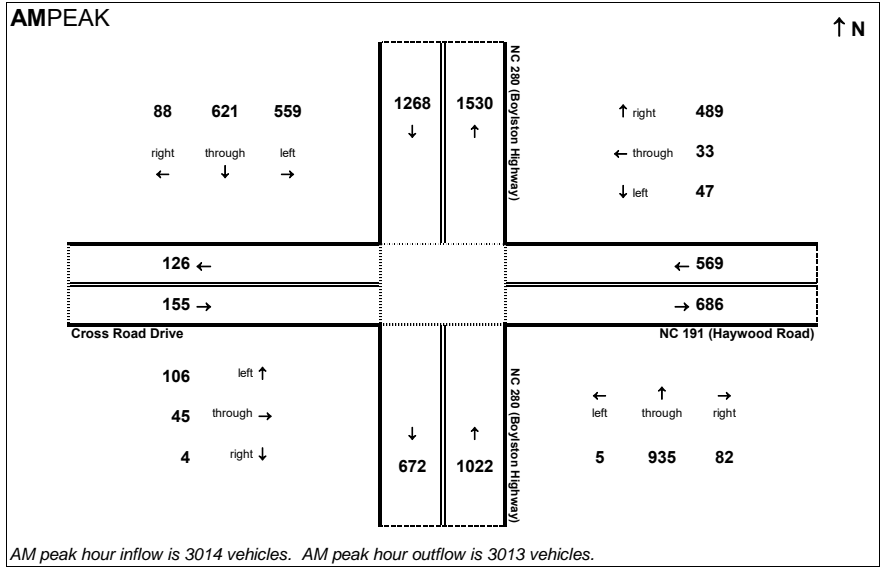 AMPEAK
↑ N
NC 280 (Boylston Highway)
1268 1530
↓ ↑
88 621 559
right through left
← ↓ →
↑ right 489
← through 33
↓ left 47
126 ←
← 569
155 →
→ 686
Cross Road Drive
NC 191 (Haywood Road)
106 left ↑
45 through →
4 right ↓
NC 280 (Boylston Highway)
↓ ↑
672 1022
← ↑ →
left through right
5 935 82
AM peak hour inflow is 3014 vehicles. AM peak hour outflow is 3013 vehicles.